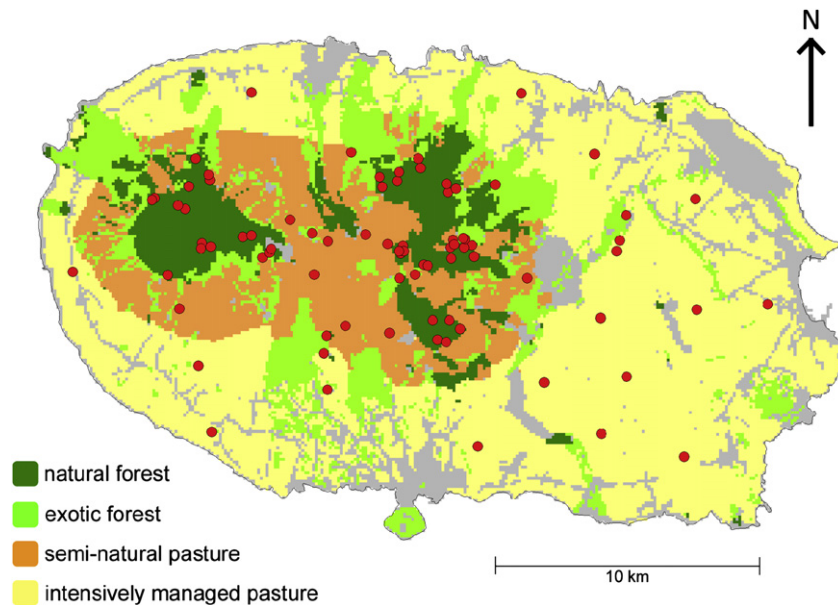 N
natural forest
exotic forest
semi-natural pasture
intensively managed pasture
10 km